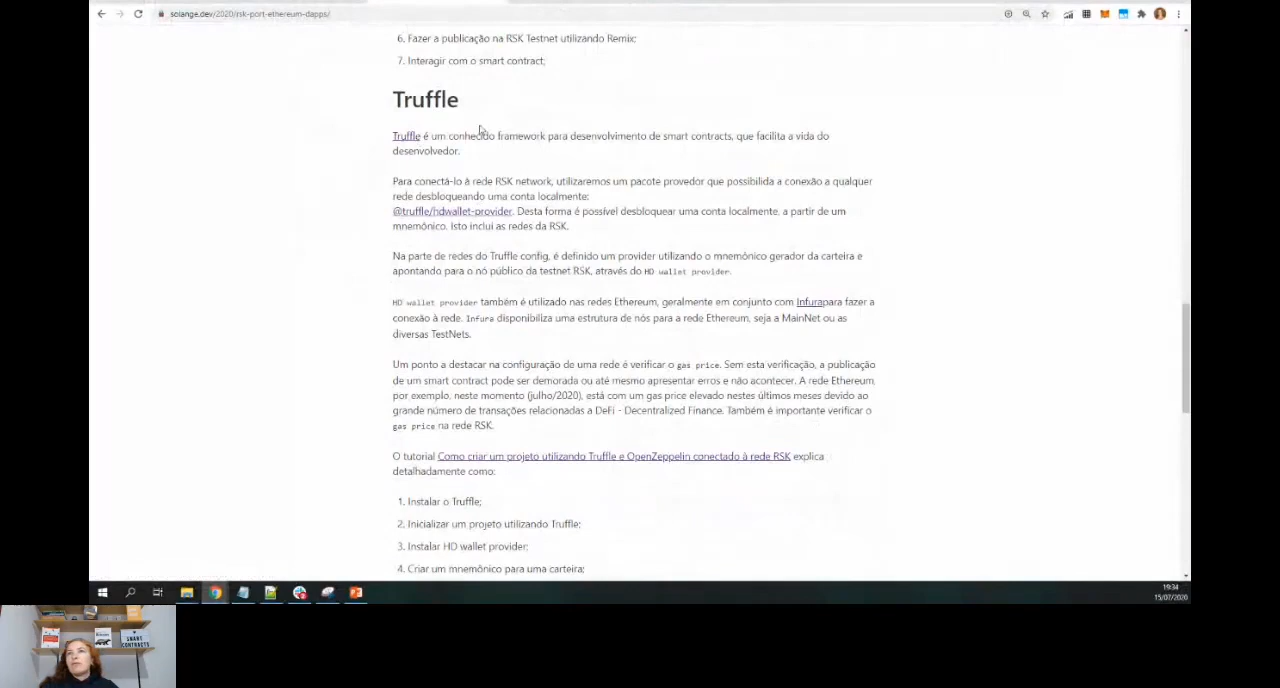 solange.dev/2020/rsk-port-ethereum-dapps/
6. Fazer a publicação na RSK Testnet utilizando Remix;
7. Interagir com o smart contract;
Truffle
Truffle é um conhecido framework para desenvolvimento de smart contracts, que facilita a vida do
desenvolvedor.
Para conectá-lo à rede RSK network, utilizaremos um pacote provedor que possibilida a conexão a qualquer
rede desbloqueando uma conta localmente:
@truffle/hdwallet-provider. Desta forma é possível desbloquear uma conta localmente, a partir de um
mnemônico. Isto inclui as redes da RSK.
Na parte de redes do Truffle config, é definido um provider utilizando o mnemônico gerador da carteira e
apontando para o nó público da testnet RSK, através do HD wallet provider.
HD wallet provider também é utilizado nas redes Ethereum, geralmente em conjunto com Infurapara fazer a
conexão à rede. Infura disponibiliza uma estrutura de nós para a rede Ethereum, seja a MainNet ou as
diversas TestNets.
Um ponto a destacar na configuração de uma rede é verificar o gas price. Sem esta verificação, a publicação
de um smart contract pode ser demorada ou até mesmo apresentar erros e não acontecer. A rede Ethereum,
por exemplo, neste momento (julho/2020), está com um gas price elevado nestes últimos meses devido ao
grande número de transações relacionadas a DeFi - Decentralized Finance. Também é importante verificar o
gas price na rede RSK.
O tutorial Como criar um projeto utilizando Truffle e OpenZeppelin conectado à rede RSK explica
detalhadamente como:
1. Instalar o Truffle;
2. Inicializar um projeto utilizando Truffle;
3. Instalar HD wallet provider;
4. Criar um mnemônico para uma carteira;
19:34
15/07/2020
SMART
CONTRACTS